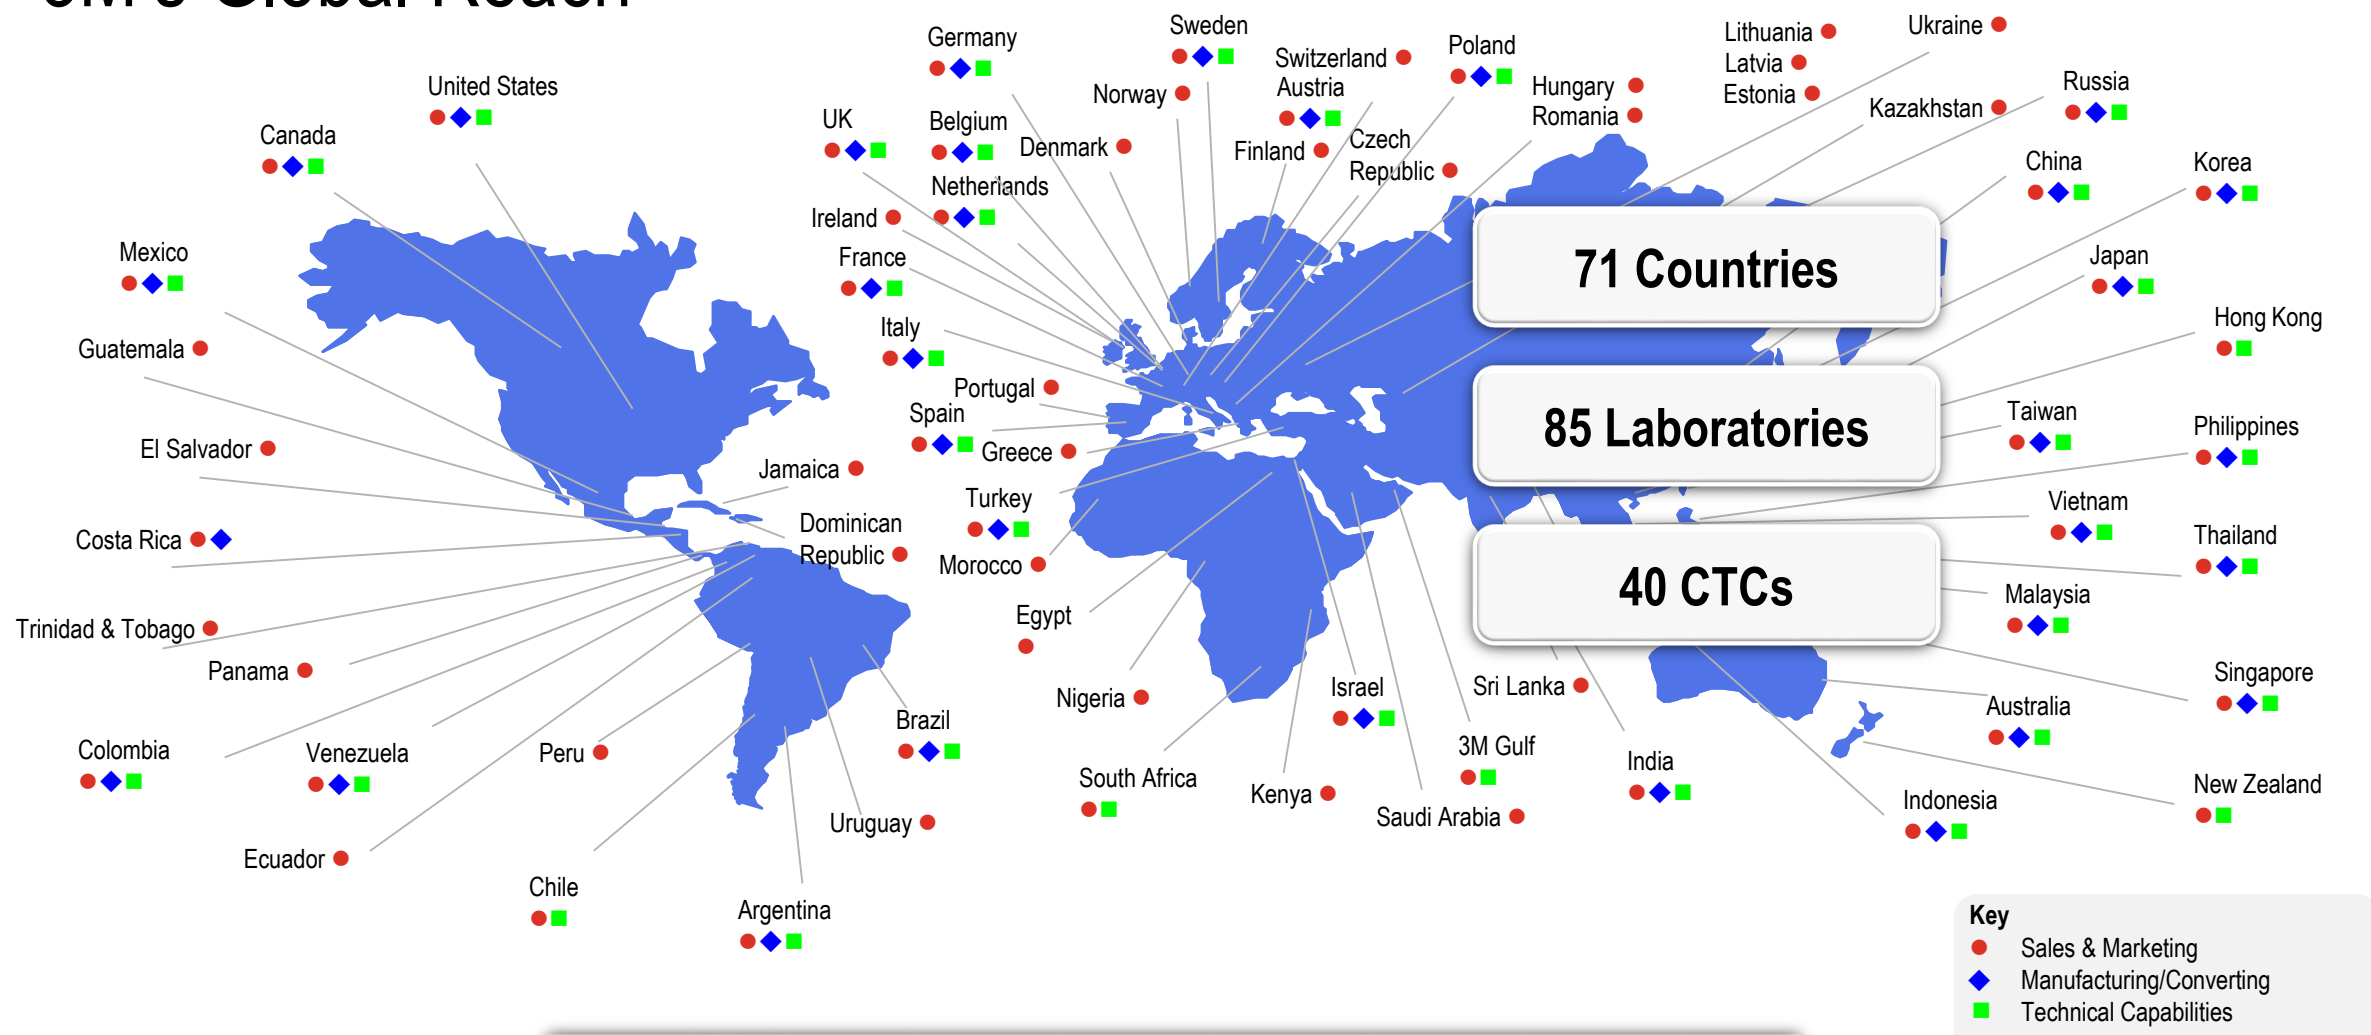 3M's Global Reach
United States
Canada
Mexico
Guatemala
El Salvador
Costa Rica
Trinidad & Tobago
Panama
Colombia
Venezuela
Ecuador
Peru
Chile
Argentina
Uruguay
Brazil
Jamaica
Dominican
Republic
Germany
UK
Belgium
Netherlands
Ireland
France
Italy
Portugal
Spain
Greece
Turkey
Morocco
Egypt
Nigeria
South Africa
Kenya
Israel
Saudi Arabia
3M Gulf
Sri Lanka
India
Sweden
Norway
Denmark
Switzerland
Austria
Finland
Czech
Republic
Poland
Hungary
Romania
Lithuania
Latvia
Estonia
Ukraine
Kazakhstan
Russia
China
Korea
Japan
Hong Kong
Taiwan
Philippines
Vietnam
Thailand
Malaysia
Singapore
Australia
New Zealand
Indonesia
71 Countries
85 Laboratories
40 CTCs
Key
Sales & Marketing
Manufacturing/Converting
Technical Capabilities